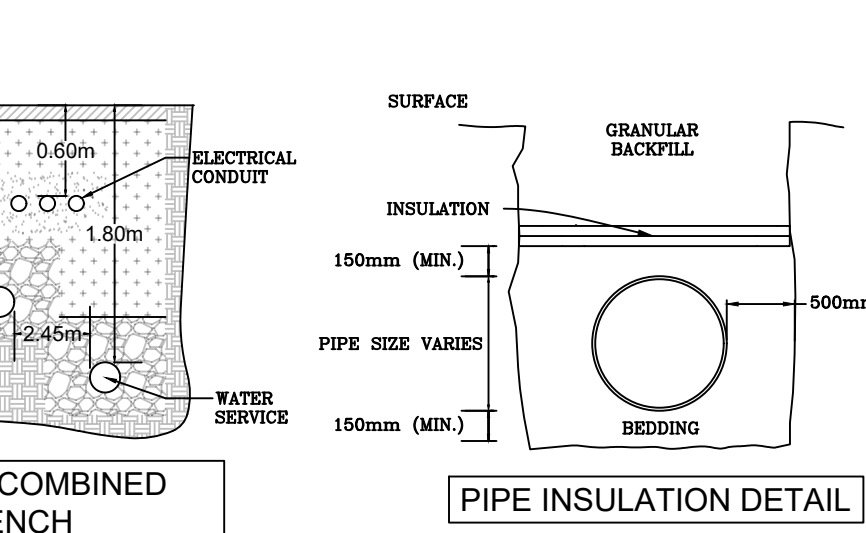 0.60m
ELECTRICAL
CONDUIT
1.80m
2.45m
WATER
SERVICE
COMBINED
SURFACE
GRANULAR
BACKFILL
INSULATION
150mm (MIN.)
500m
PIPE SIZE VARIES
150mm (MIN.)
BEDDING
PIPE INSULATION DETAIL